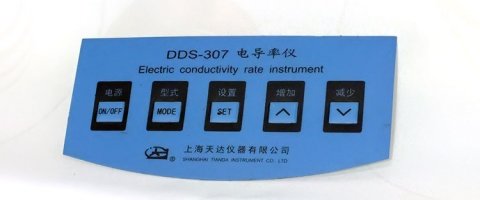 DDS-307 电导率仪
Electric conductivity rate instrument
电源 型式 设置 增加 减少
ON/OFF MODE SET
上海天达仪器有限公司
® SHANGHAI TIANDA INSTRUMENT CO., LTD